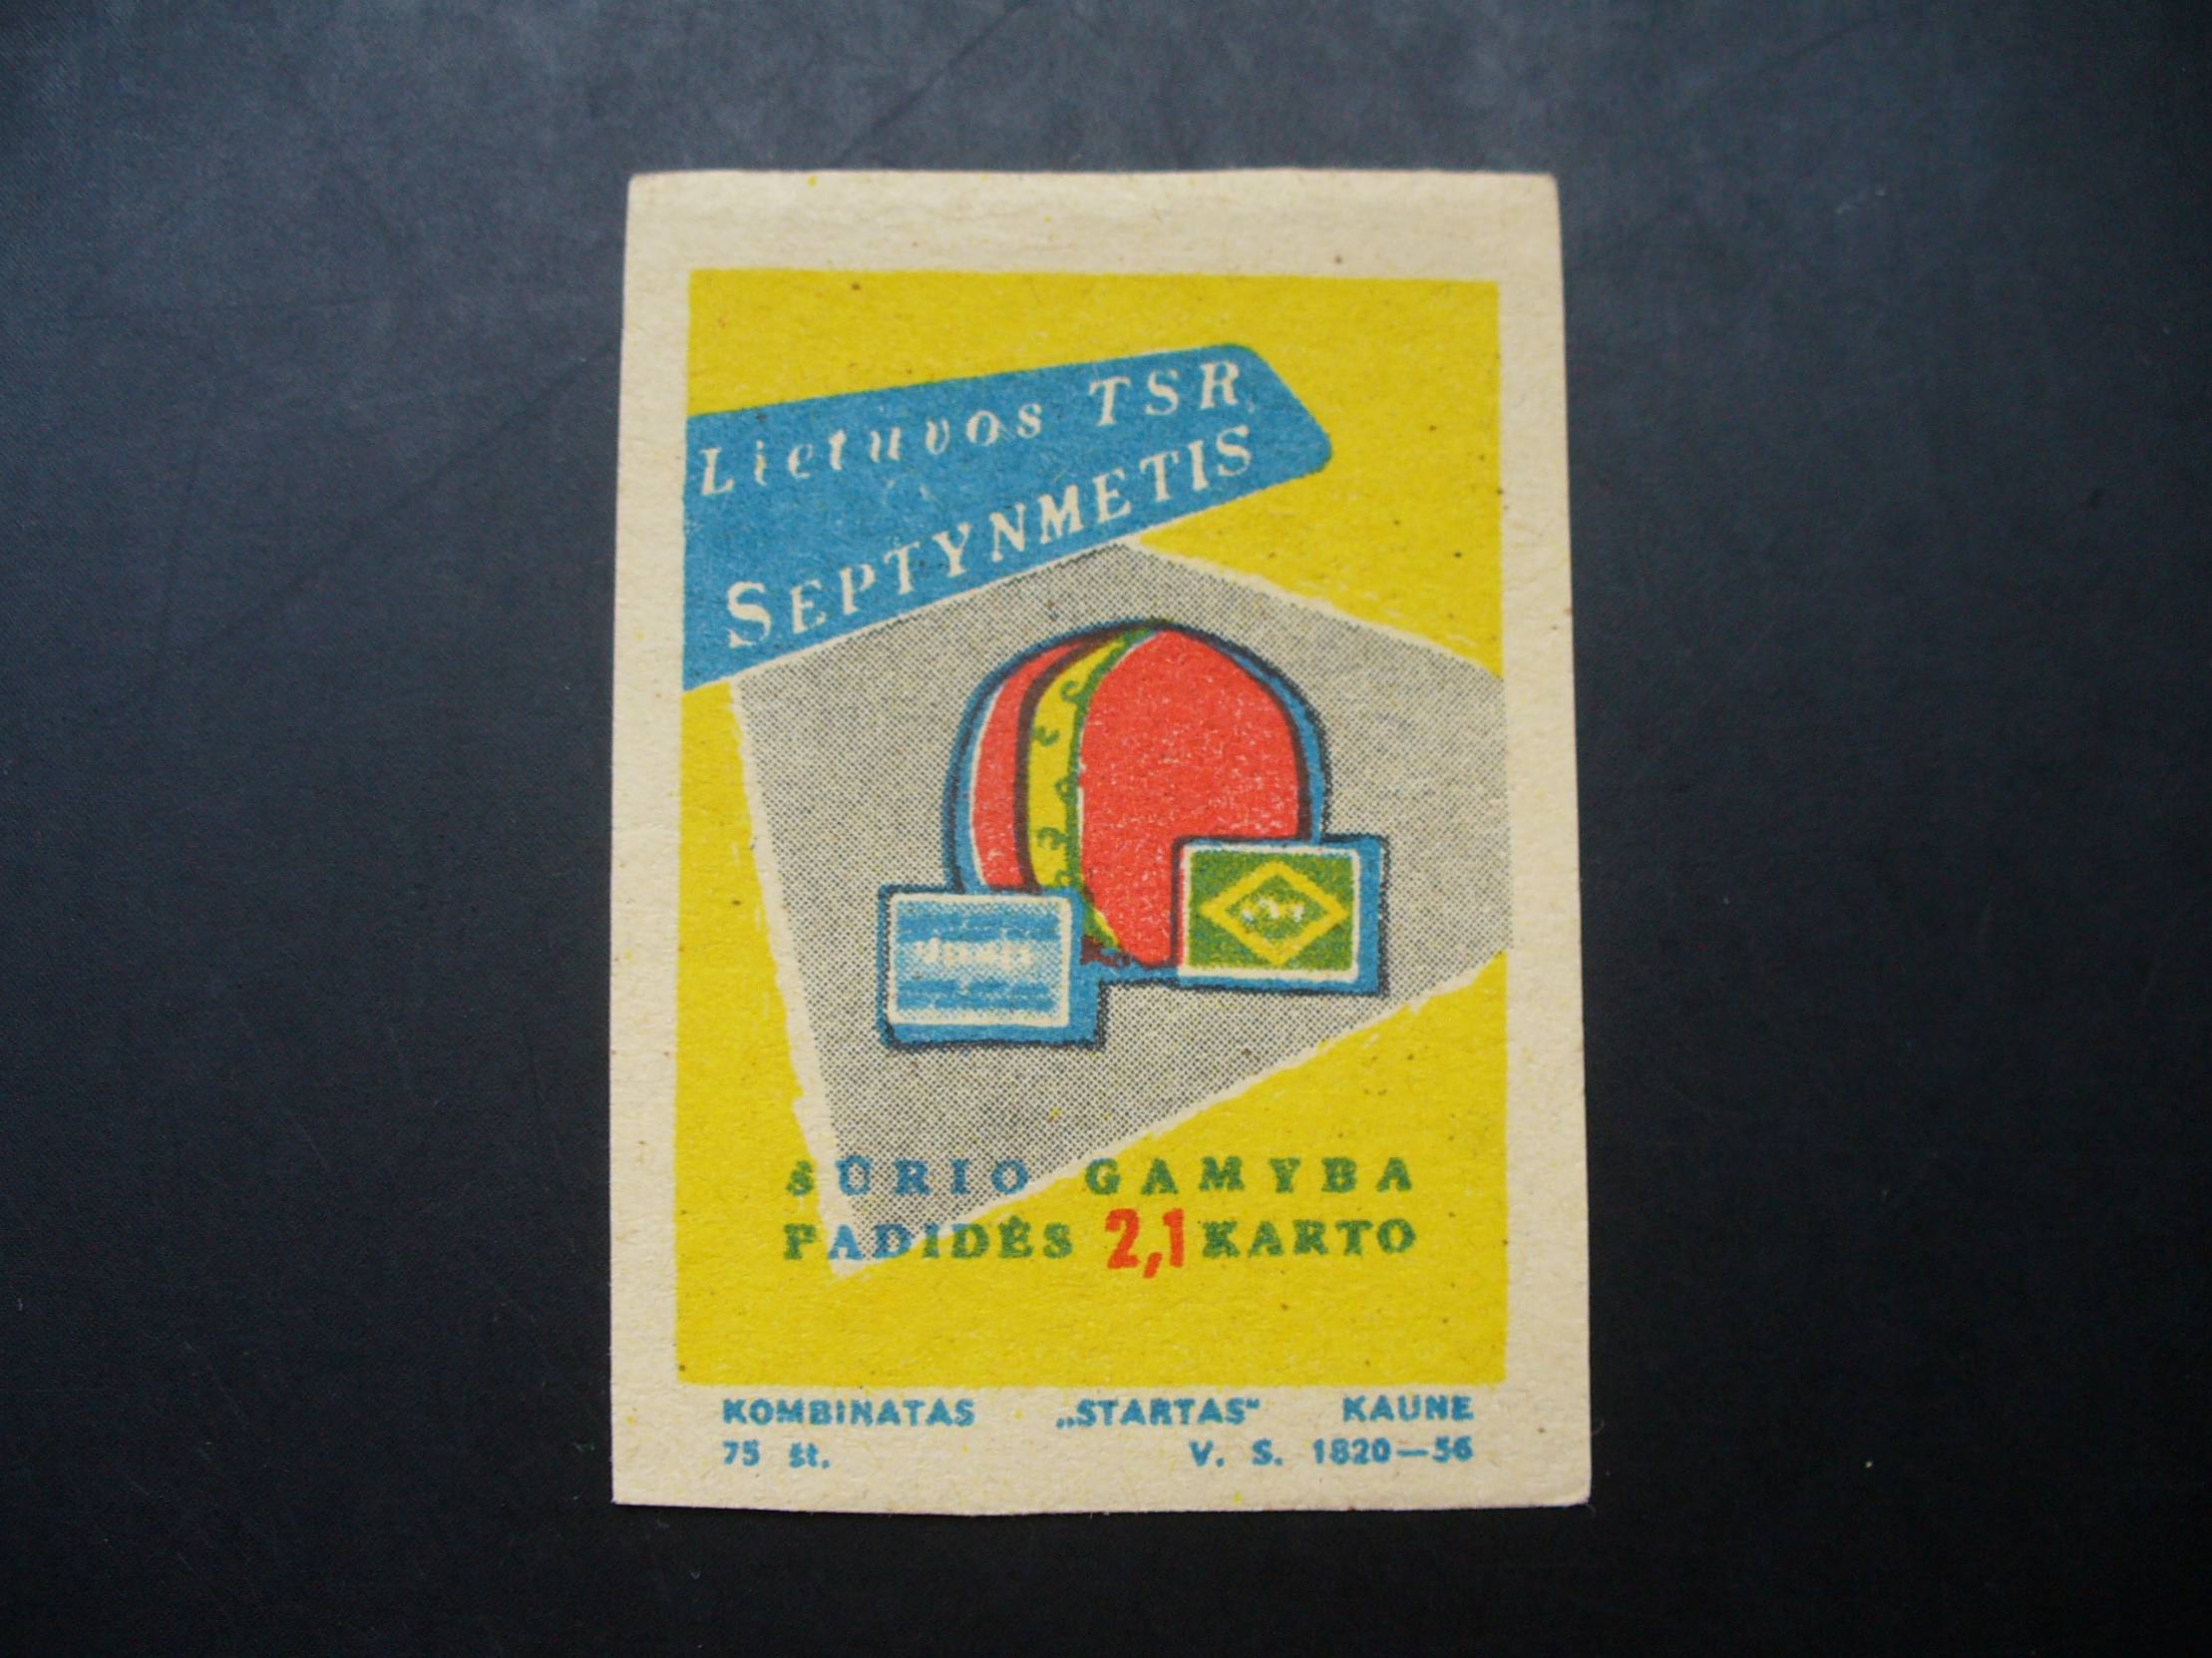 Lietuvos TSR
SEPTYNMETIS
SŪRIO GAMYBA
PADIDĖS 2,1 KARTO
KOMBINATAS „STARTAS“ KAUNE
75 št. V. S. 1820—56